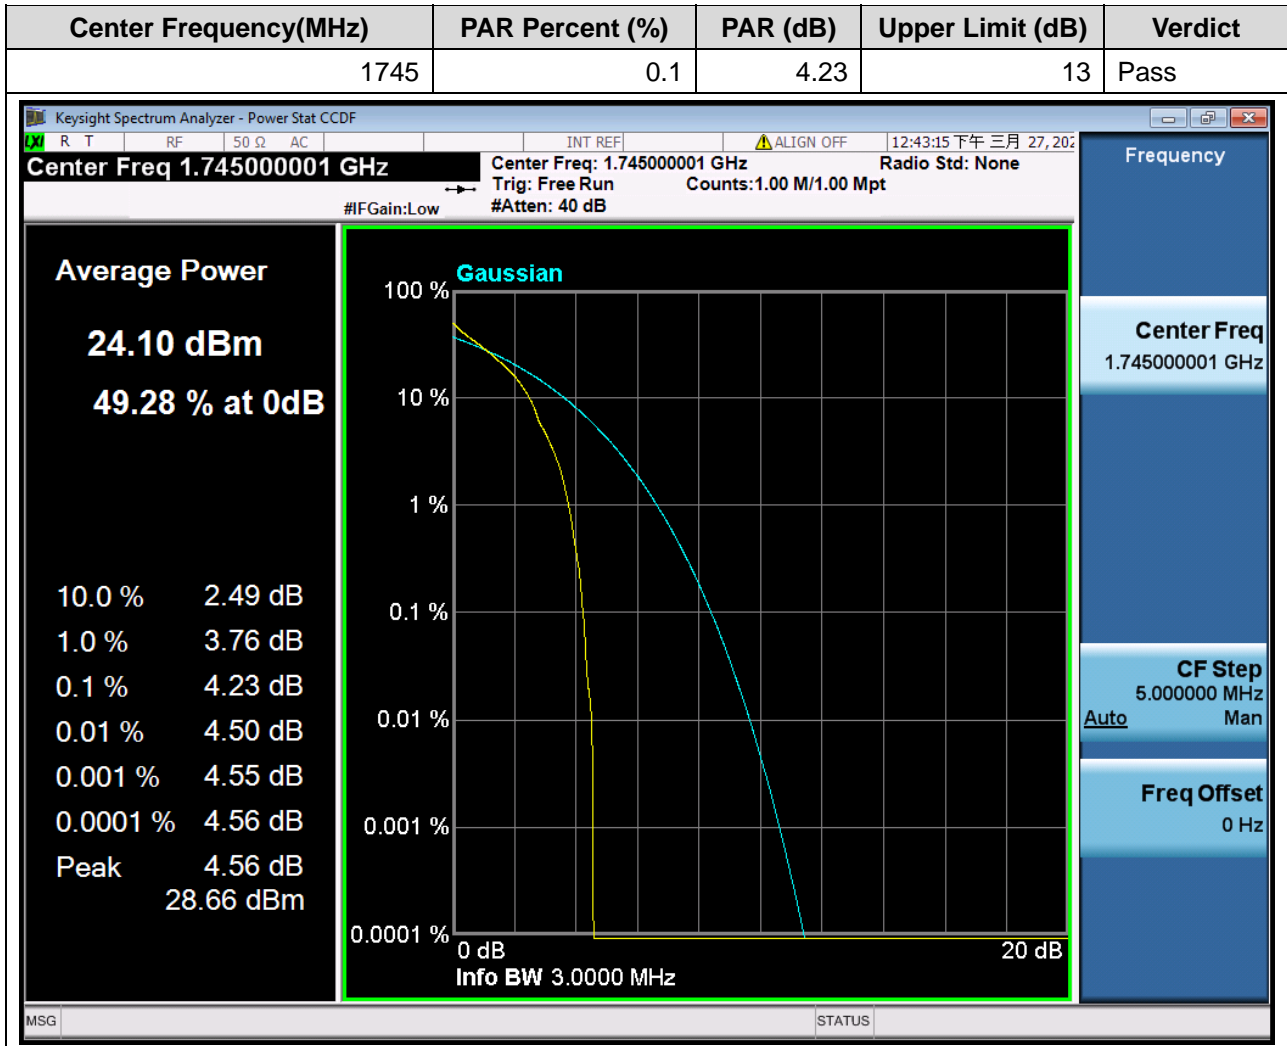 Center Frequency(MHz) PAR Percent (%) PAR (dB) Upper Limit (dB) Verdict
1745 0.1 4.23 13 Pass
Keysight Spectrum Analyzer - Power Stat CCDF
LXI R T RF 50 Ω AC INT REF ALIGN OFF 12:43:15 下午 三月 27, 202
Center Freq 1.745000001 GHz
Center Freq: 1.745000001 GHz Radio Std: None
Trig: Free Run Counts:1.00 M/1.00 Mpt
#IFGain:Low #Atten: 40 dB
Frequency
Average Power
24.10 dBm
49.28 % at 0dB
10.0 % 2.49 dB
1.0 % 3.76 dB
0.1 % 4.23 dB
0.01 % 4.50 dB
0.001 % 4.55 dB
0.0001 % 4.56 dB
Peak 4.56 dB
28.66 dBm
Gaussian
100 %
10 %
1 %
0.1 %
0.01 %
0.001 %
0.0001 %
0 dB 20 dB
Info BW 3.0000 MHz
Center Freq
1.745000001 GHz
CF Step
5.000000 MHz
Auto Man
Freq Offset
0 Hz
MSG STATUS